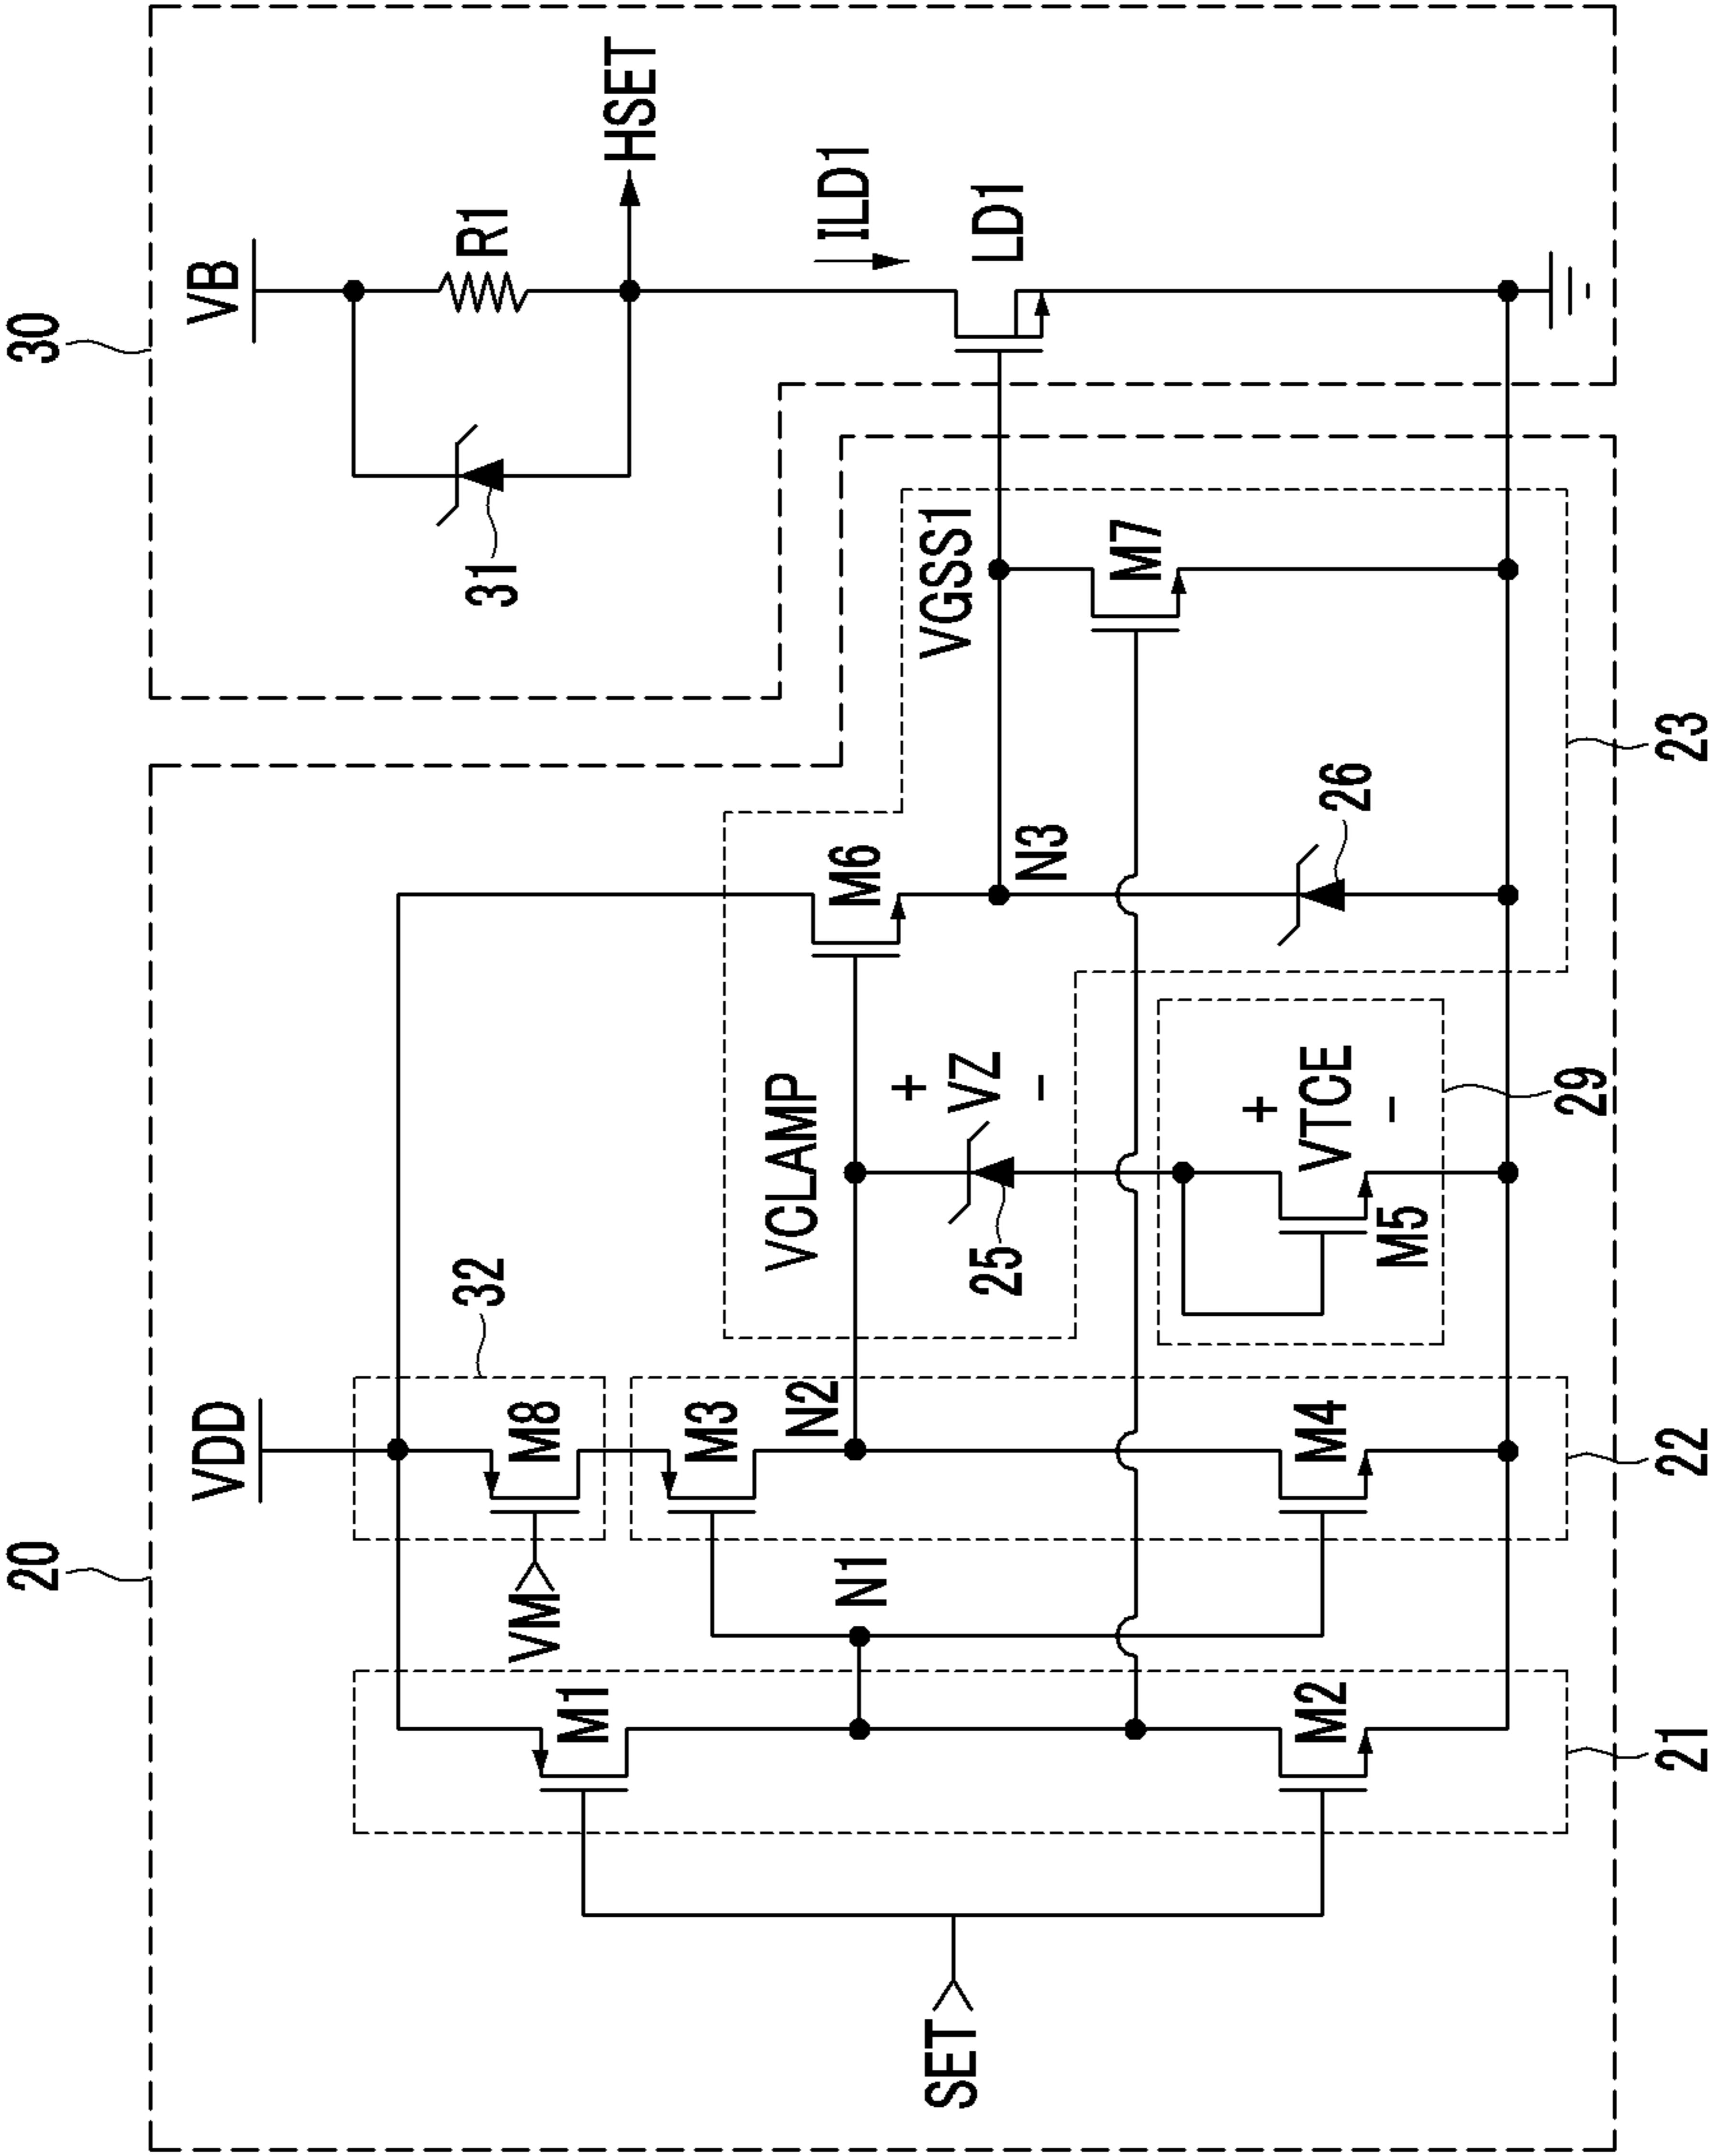 20
30
VDD
VB
32
31
R1
HSET
M8
VM
M3
M1
N2
N1
VCLAMP
M6
VGSS1
ILD1
LD1
SET
25
+
VZ
-
N3
M7
29
+
VTCE
-
M5
26
M2
M4
21
22
23